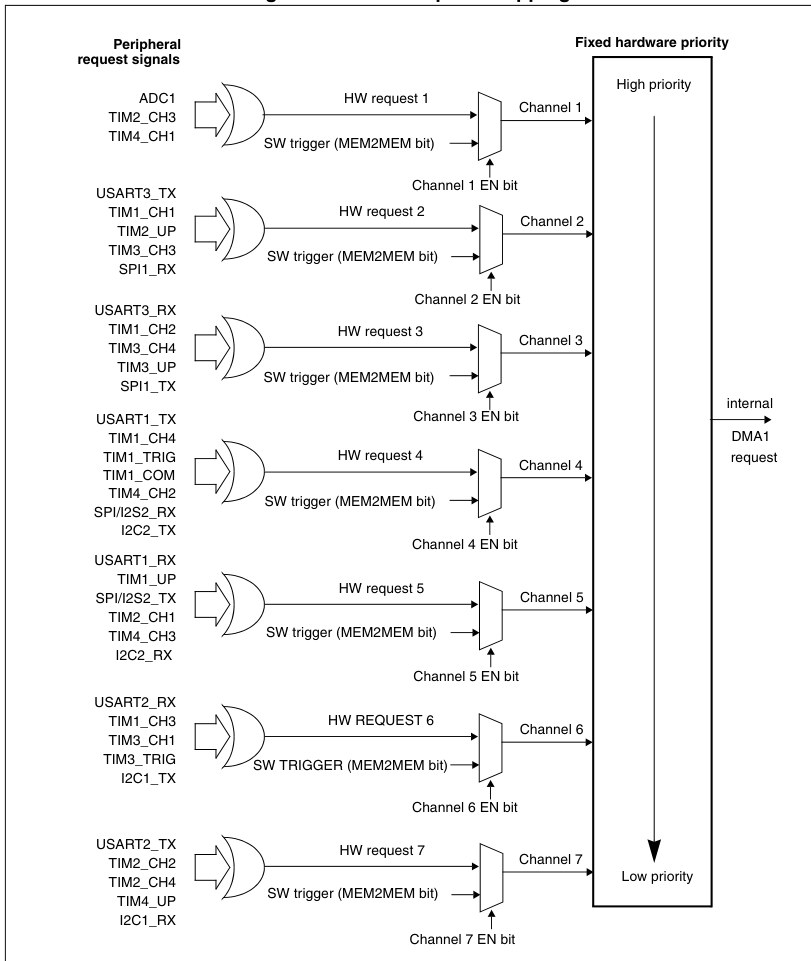 Peripheral
request signals
Fixed hardware priority
High priority
ADC1
TIM2_CH3
TIM4_CH1
HW request 1
SW trigger (MEM2MEM bit)
Channel 1
Channel 1 EN bit
USART3_TX
TIM1_CH1
TIM2_UP
TIM3_CH3
SPI1_RX
HW request 2
SW trigger (MEM2MEM bit)
Channel 2
Channel 2 EN bit
USART3_RX
TIM1_CH2
TIM3_CH4
TIM3_UP
SPI1_TX
HW request 3
SW trigger (MEM2MEM bit)
Channel 3
Channel 3 EN bit
USART1_TX
TIM1_CH4
TIM1_TRIG
TIM1_COM
TIM4_CH2
SPI/I2S2_RX
I2C2_TX
HW request 4
SW trigger (MEM2MEM bit)
Channel 4
Channel 4 EN bit
internal
DMA1
request
USART1_RX
TIM1_UP
SPI/I2S2_TX
TIM2_CH1
TIM4_CH3
I2C2_RX
HW request 5
SW trigger (MEM2MEM bit)
Channel 5
Channel 5 EN bit
USART2_RX
TIM1_CH3
TIM3_CH1
TIM3_TRIG
I2C1_TX
HW REQUEST 6
SW TRIGGER (MEM2MEM bit)
Channel 6
Channel 6 EN bit
USART2_TX
TIM2_CH2
TIM2_CH4
TIM4_UP
I2C1_RX
HW request 7
SW trigger (MEM2MEM bit)
Channel 7
Channel 7 EN bit
Low priority